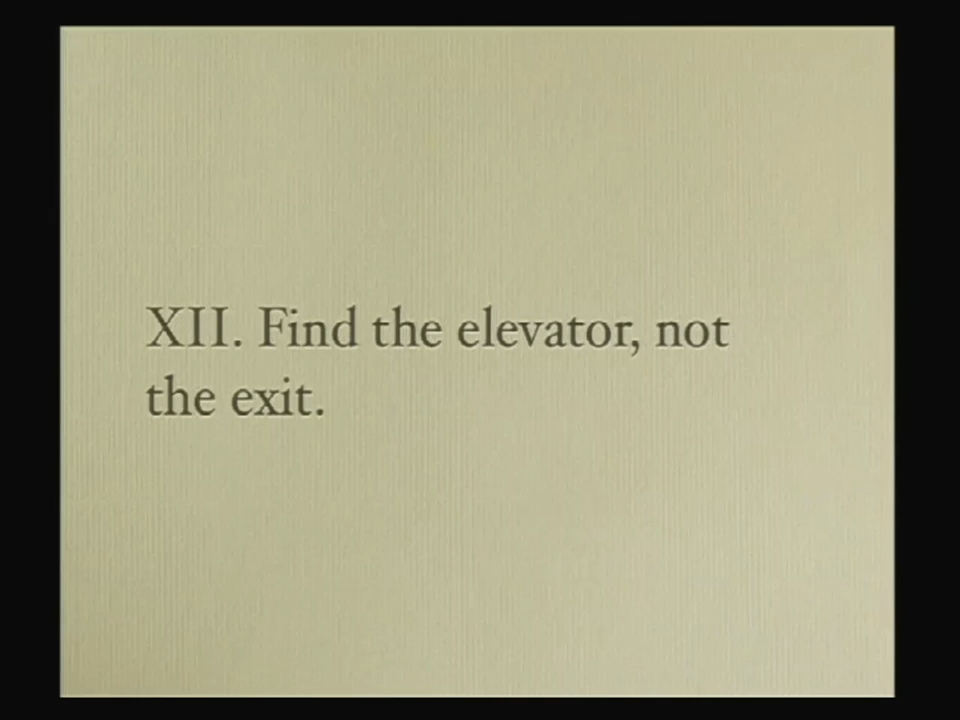 XII. Find the elevator, not
the exit.